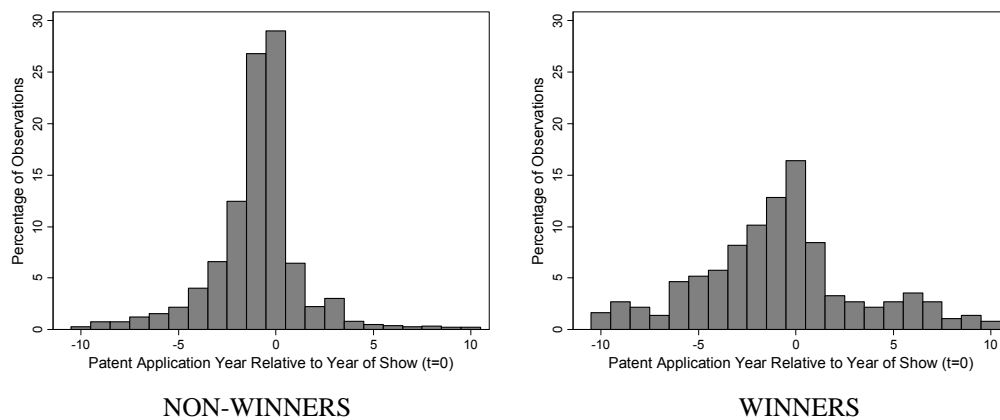 30
25
20
15
10
5
0
Percentage of Observations
-10 -5 0 5 10
Patent Application Year Relative to Year of Show (t=0)
NON-WINNERS
30
25
20
15
10
5
0
Percentage of Observations
-10 -5 0 5 10
Patent Application Year Relative to Year of Show (t=0)
WINNERS